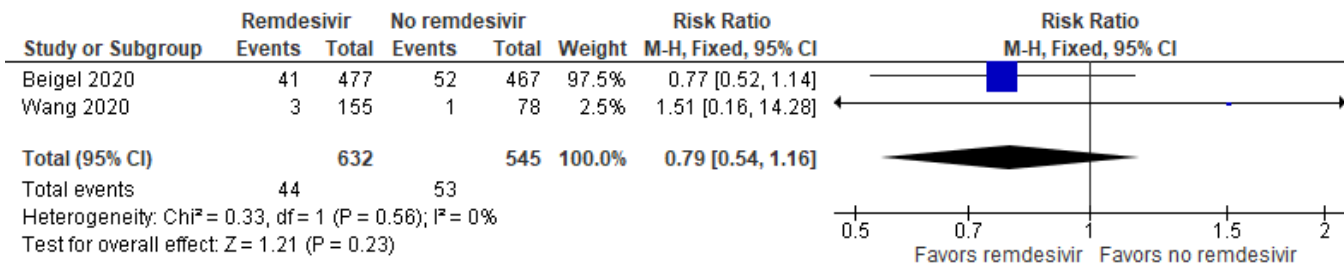 Remdesivir No remdesivir Risk Ratio Risk Ratio
Study or Subgroup Events Total Events Total Weight M-H, Fixed, 95% CI M-H, Fixed, 95% CI
Beigel 2020 41 477 52 467 97.5% 0.77 [0.52, 1.14]
Wang 2020 3 155 1 78 2.5% 1.51 [0.16, 14.28]
Total (95% CI) 632 545 100.0% 0.79 [0.54, 1.16]
Total events 44 53
Heterogeneity: Chi² = 0.33, df = 1 (P = 0.56); I² = 0%
Test for overall effect: Z = 1.21 (P = 0.23)
0.5 0.7 1 1.5 2
Favors remdesivir Favors no remdesivir